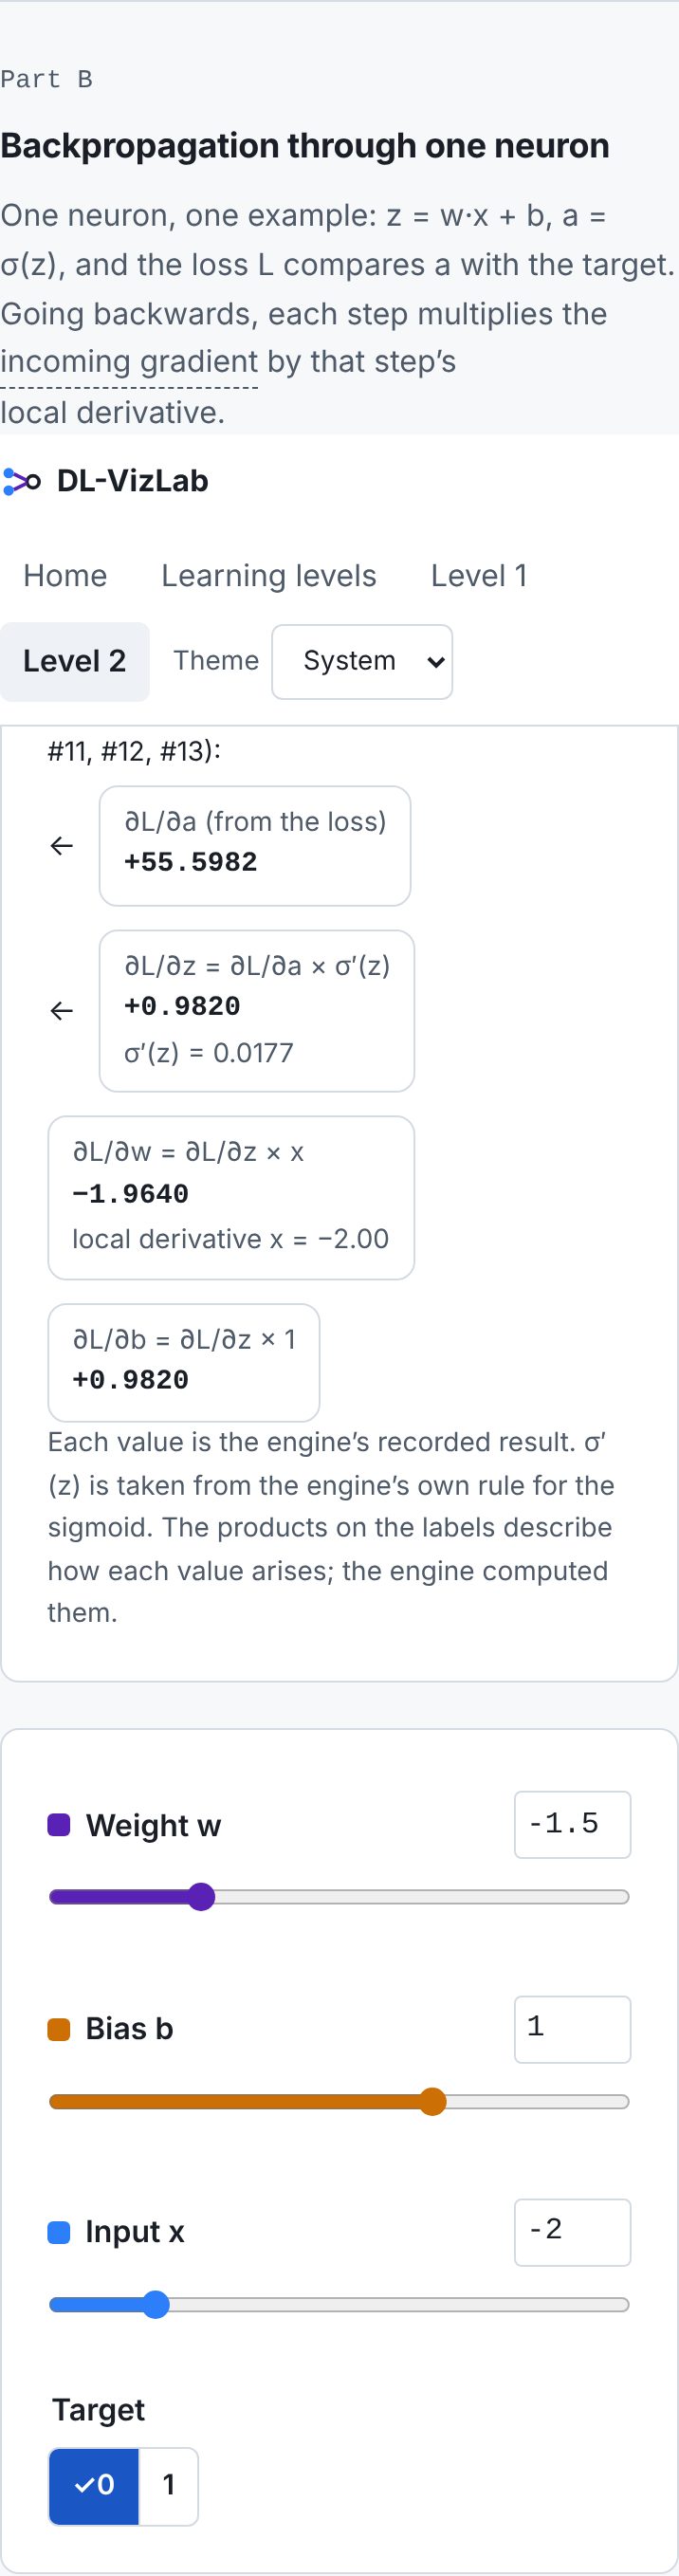 Part B
Backpropagation through one neuron
One neuron, one example: z = w·x + b, a =
σ(z), and the loss L compares a with the target.
Going backwards, each step multiplies the
incoming gradient by that step’s
local derivative.
DL-VizLab
Home Learning levels Level 1
Level 2 Theme System
#11, #12, #13):
← ∂L/∂a (from the loss)
+55.5982
← ∂L/∂z = ∂L/∂a × σ′(z)
+0.9820
σ′(z) = 0.0177
∂L/∂w = ∂L/∂z × x
−1.9640
local derivative x = −2.00
∂L/∂b = ∂L/∂z × 1
+0.9820
Each value is the engine’s recorded result. σ′
(z) is taken from the engine’s own rule for the
sigmoid. The products on the labels describe
how each value arises; the engine computed
them.
Weight w -1.5
Bias b 1
Input x -2
Target
✓0 1